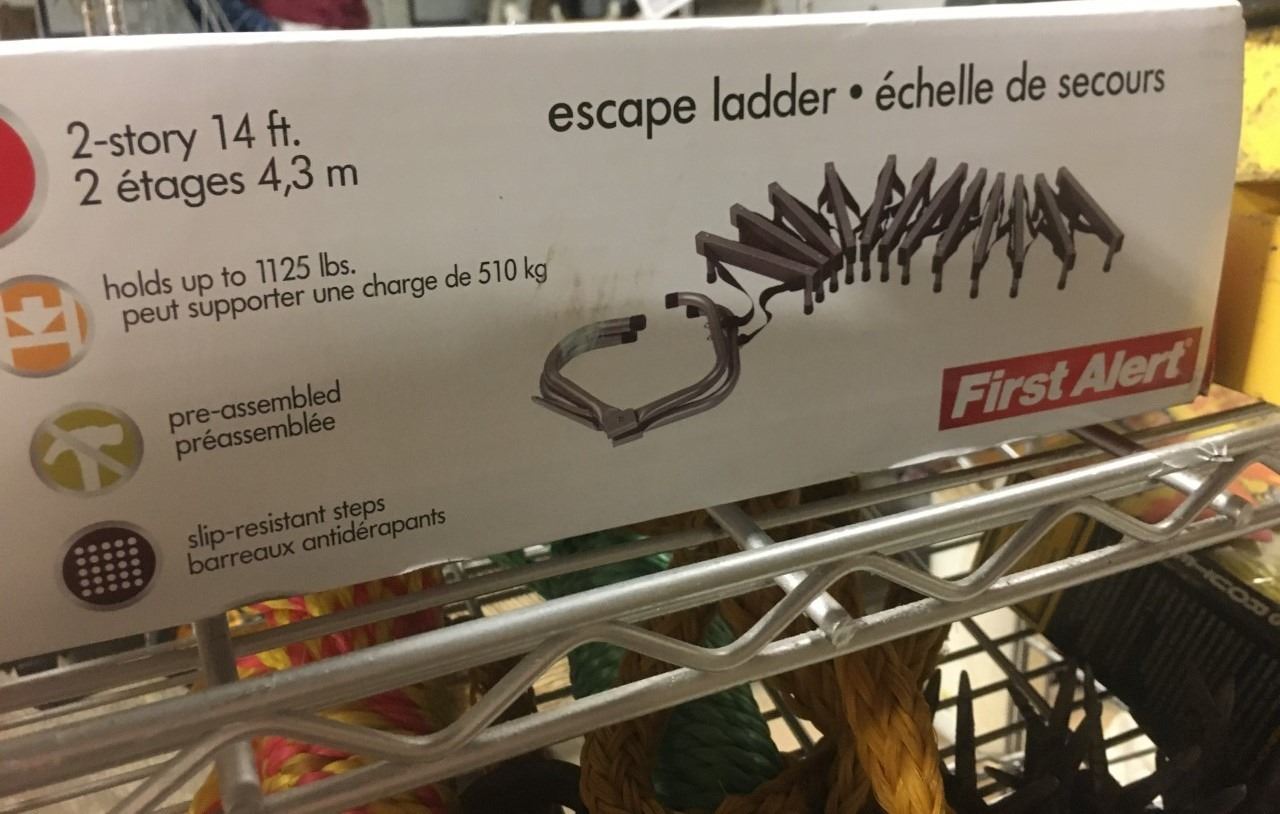 escape ladder • échelle de secours
2-story 14 ft.
2 étages 4,3 m
holds up to 1125 lbs.
peut supporter une charge de 510 kg
pre-assembled
préassemblée
slip-resistant steps
barreaux antidérapants
First Alert®